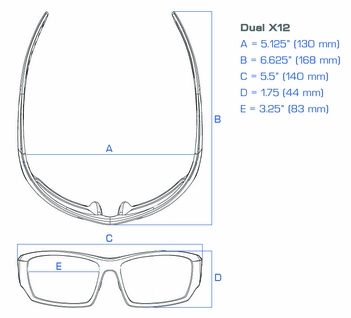 Dual X12
A = 5.125" (130 mm)
B = 6.625" (168 mm)
C = 5.5" (140 mm)
D = 1.75 (44 mm)
E = 3.25" (83 mm)
B
A
C
E
D